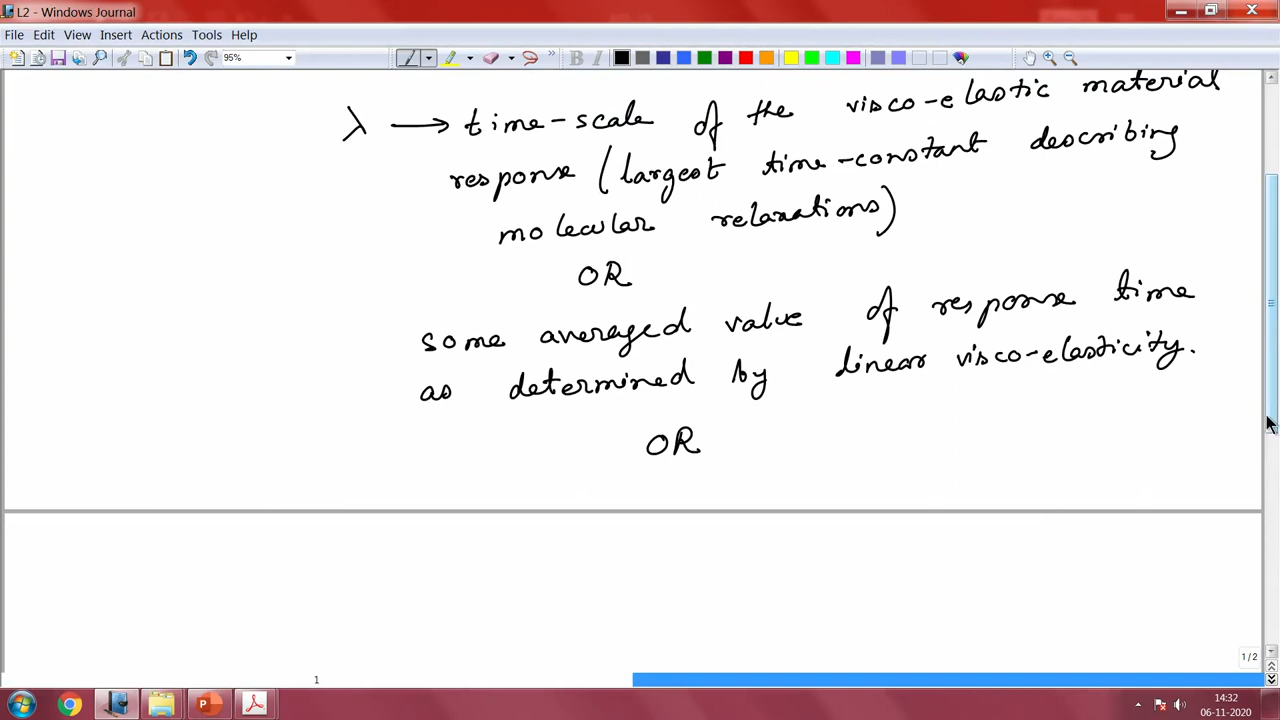 L2 - Windows Journal
File Edit View Insert Actions Tools Help
95%
λ → time-scale of the visco-elastic material
response (largest time-constant describing
molecular relaxations)
OR
some averaged value of response time
as determined by linear visco-elasticity.
OR
1/2
1
14:32
06-11-2020